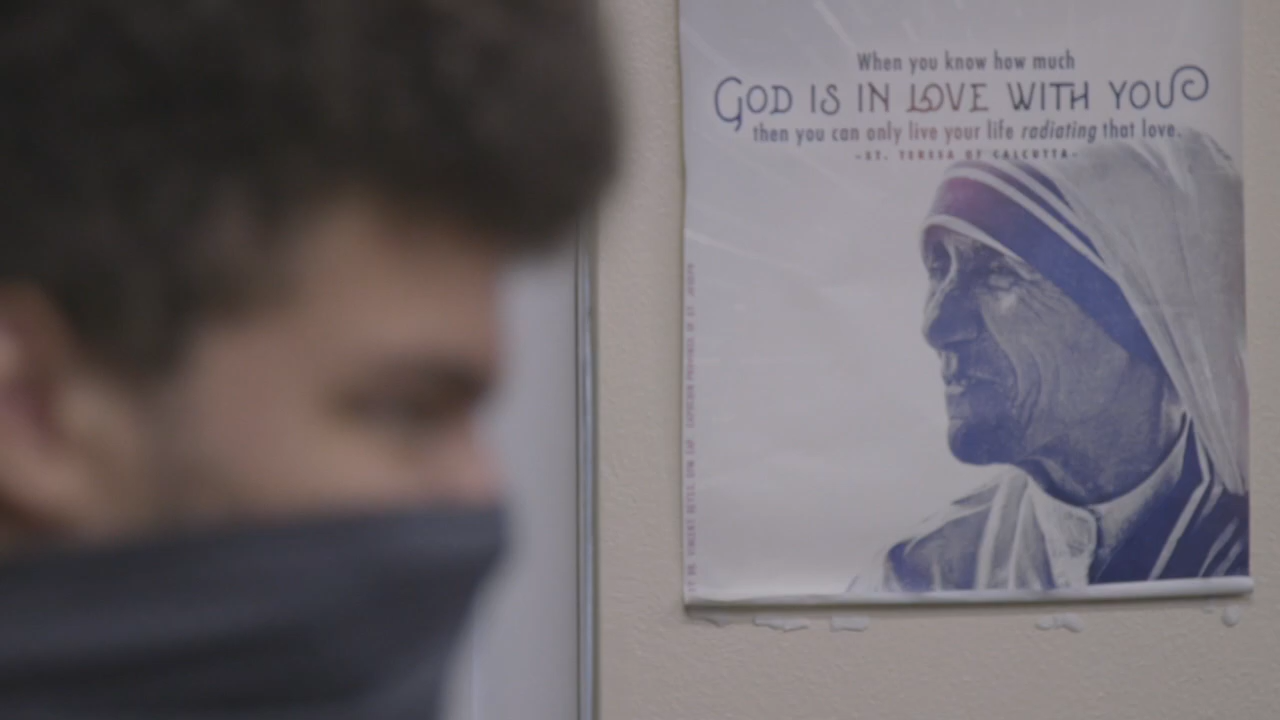 When you know how much
GOD IS IN LOVE WITH YOU
then you can only live your life radiating that love.
-ST. TERESA OF CALCUTTA-